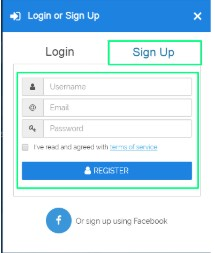 Login or Sign Up ×
Login Sign Up
Username
@ Email
Password
I've read and agreed with terms of service
REGISTER
f Or sign up using Facebook